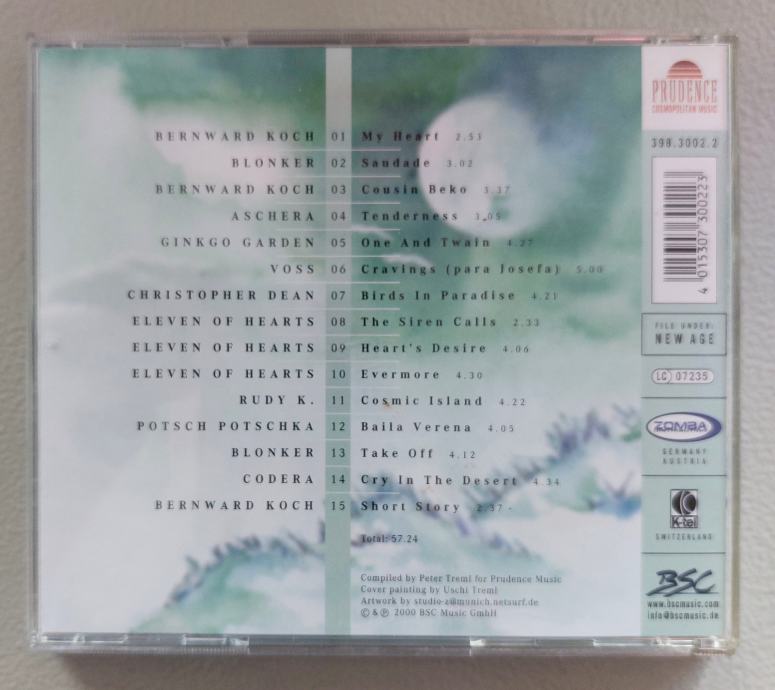 BERNWARD KOCH 01 My Heart 2.53
BLONKER 02 Saudade 3.02
BERNWARD KOCH 03 Cousin Beko 3.37
ASCHERA 04 Tenderness 3.05
GINKGO GARDEN 05 One And Twain 4.27
VOSS 06 Cravings (para Josefa) 5.00
CHRISTOPHER DEAN 07 Birds In Paradise 4.21
ELEVEN OF HEARTS 08 The Siren Calls 2.33
ELEVEN OF HEARTS 09 Heart's Desire 4.06
ELEVEN OF HEARTS 10 Evermore 4.30
RUDY K. 11 Cosmic Island 4.22
POTSCH POTSCHKA 12 Baila Verena 4.05
BLONKER 13 Take Off 4.12
CODERA 14 Cry In The Desert 4.34
BERNWARD KOCH 15 Short Story 2.37
Total: 57.24
Compiled by Peter Treml for Prudence Music
Cover painting by Uschi Treml
Artwork by studio-z@munich.netsurf.de
© & ℗ 2000 BSC Music GmbH
PRUDENCE
COSMOPOLITAN MUSIC
398.3002.2
4 015307 300223
FILE UNDER:
NEW AGE
LC 07235
ZOMBA
GERMANY
AUSTRIA
K-tel
SWITZERLAND
BSC
www.bscmusic.com
info@bscmusic.de